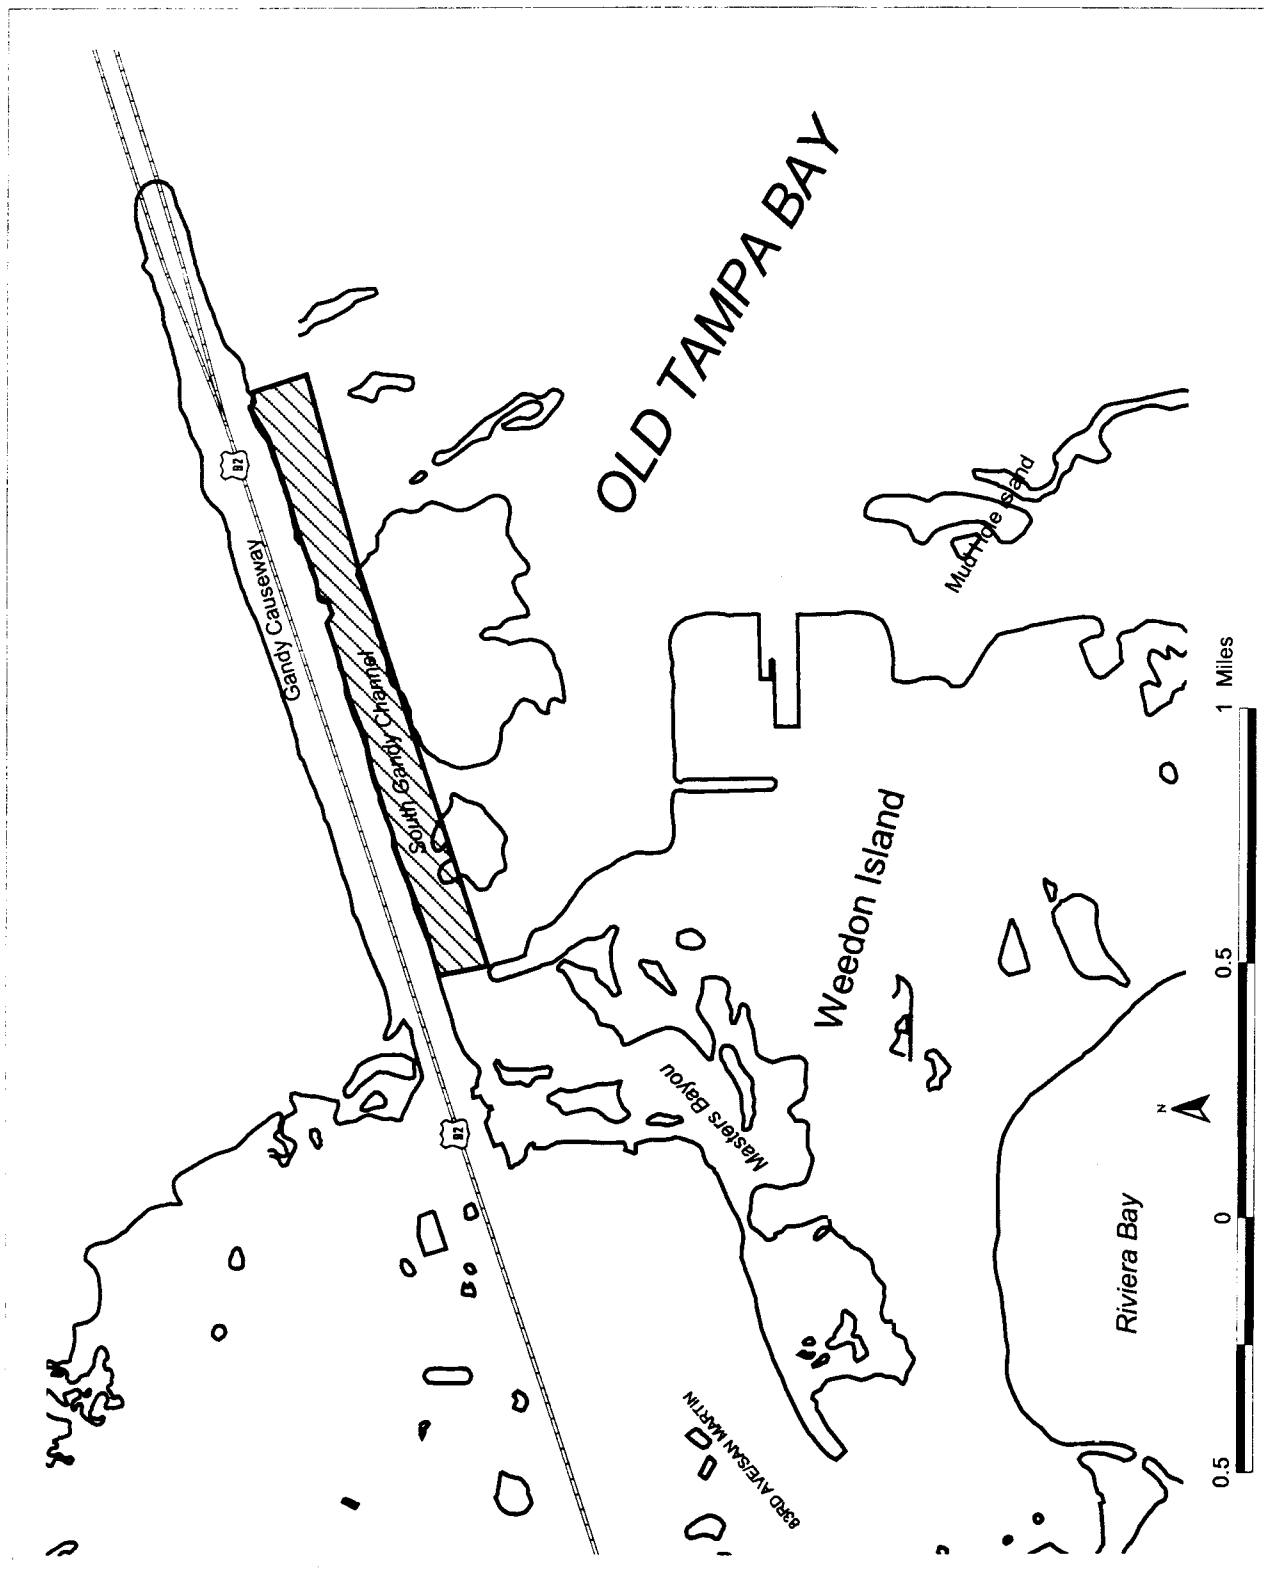 OLD TAMPA BAY
92
Gandy Causeway
South Gandy Channel
Mud Hole Island
Weedon Island
Masters Bayou
92
83RD AVE/SAN MARTIN
Riviera Bay
N
0.5 0 0.5 1 Miles